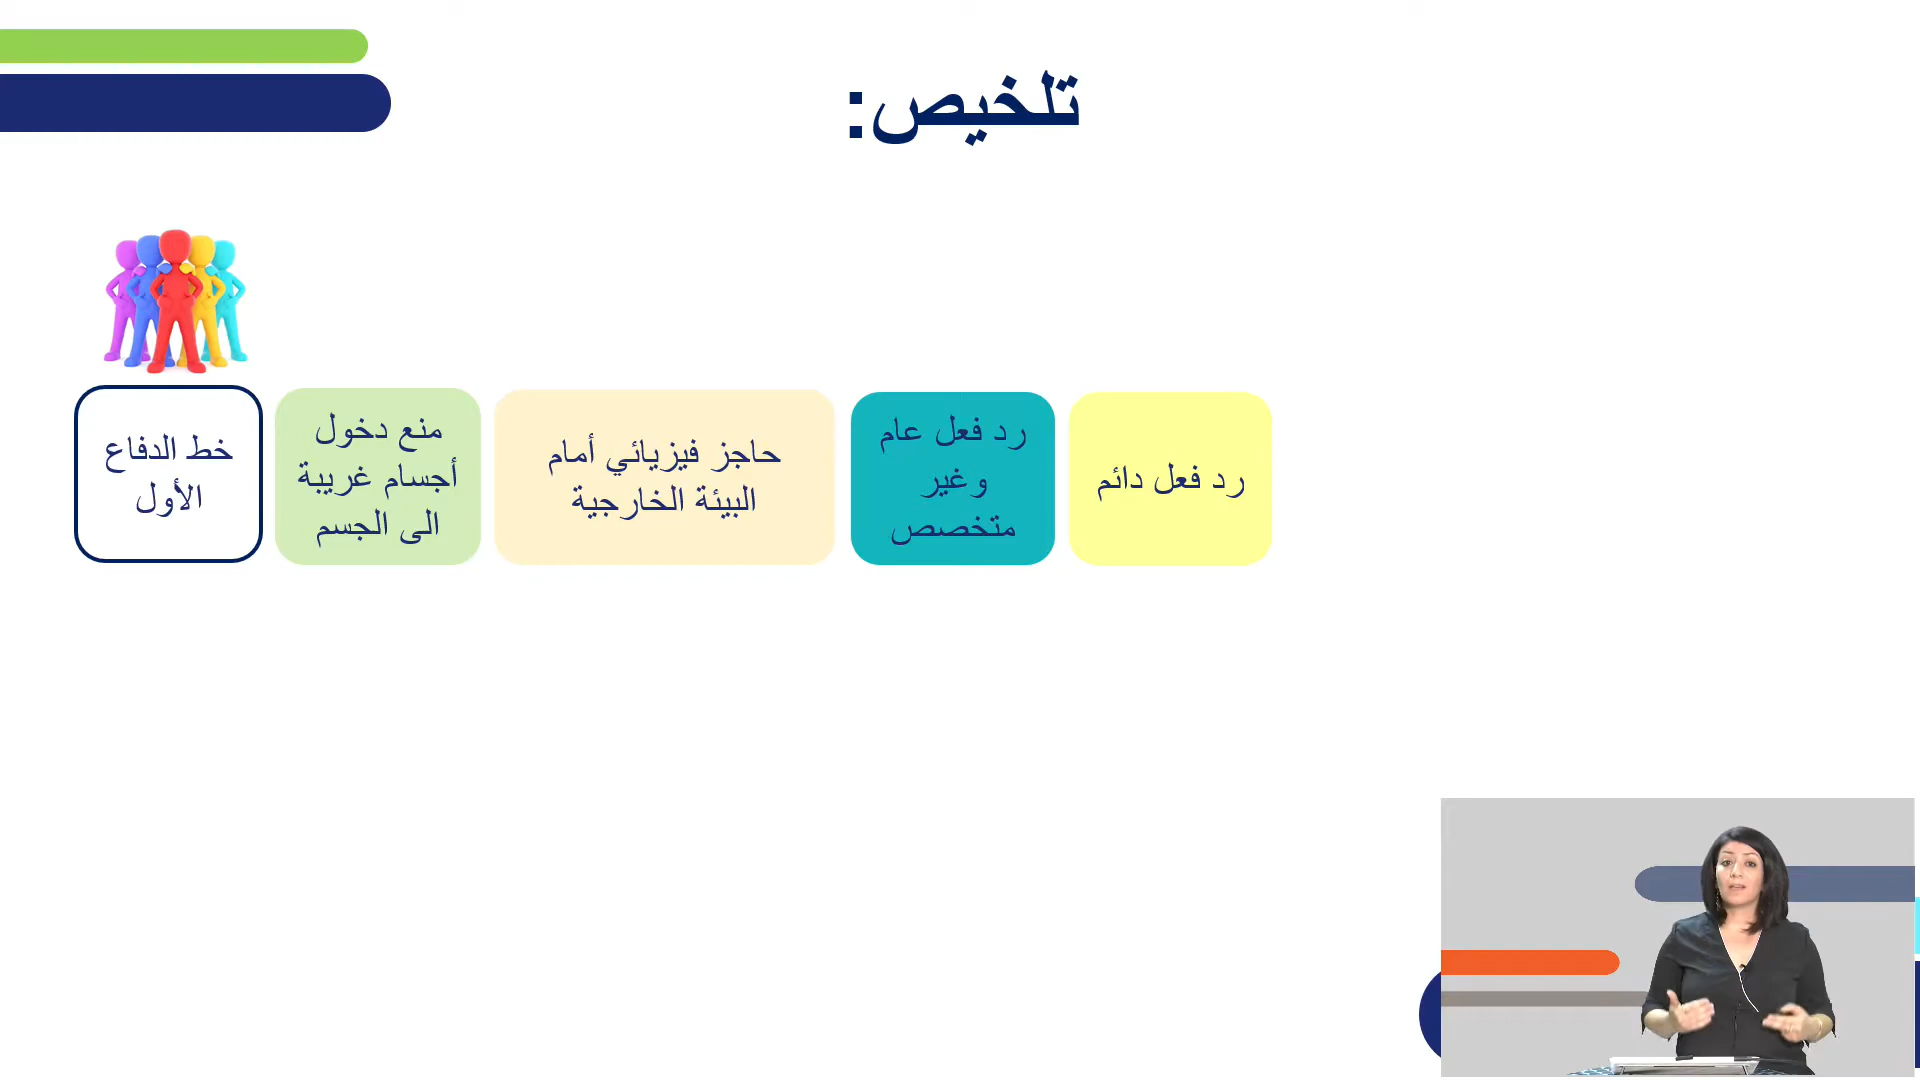 تلخيص:
خط الدفاع
الأول
منع دخول
أجسام غريبة
الى الجسم
حاجز فيزيائي أمام
البيئة الخارجية
رد فعل عام
وغير
متخصص
رد فعل دائم